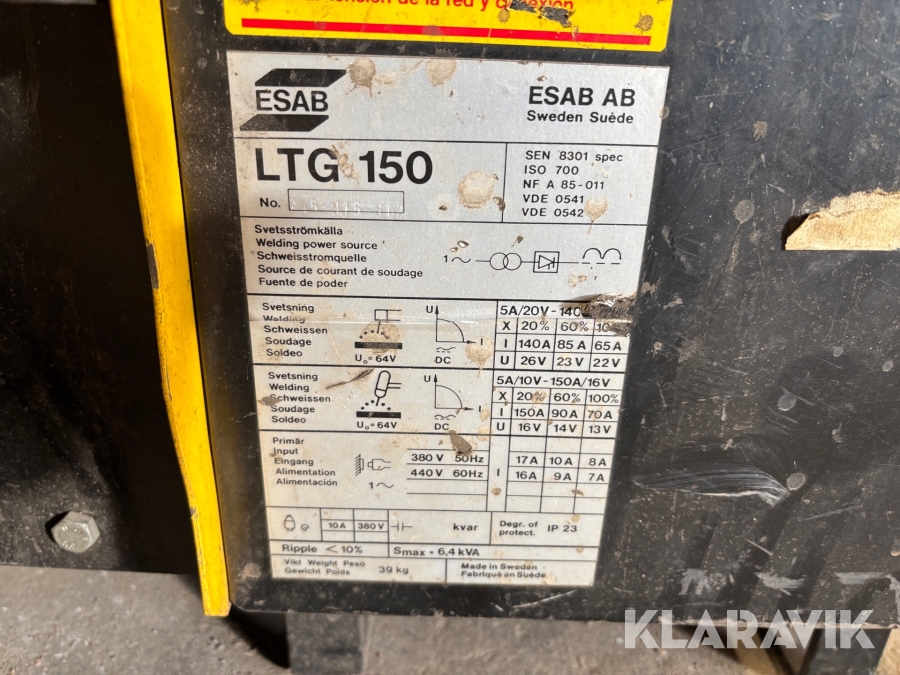 tension de la red y conexion
ESAB
ESAB AB
Sweden Suède
LTG 150
No.
SEN 8301 spec
ISO 700
NF A 85-011
VDE 0541
VDE 0542
Svetsströmkälla
Welding power source
Schweisstromquelle
Source de courant de soudage
Fuente de poder
1~
Svetsning
Welding
Schweissen
Soudage
Soldeo
U₀=64V
U
I
DC
5A/20V-140
X 20% 60%
I 140A 85A 65A
U 26V 23V 22V
Svetsning
Welding
Schweissen
Soudage
Soldeo
U₀=64V
U
I
DC
5A/10V-150A/16V
X 20% 60% 100%
I 150A 90A 70A
U 16V 14V 13V
Primär
Input
Eingang
Alimentation
Alimentación
1~
380V 50Hz
440V 60Hz
I
17A 10A 8A
16A 9A 7A
10A 380V
kvar
Degr. of
protect.
IP 23
Ripple < 10%
Smax = 6,4 kVA
Vikt Weight Peso
Gewicht Poids
39 kg
Made in Sweden
Fabriqué en Suède
KLARAVIK